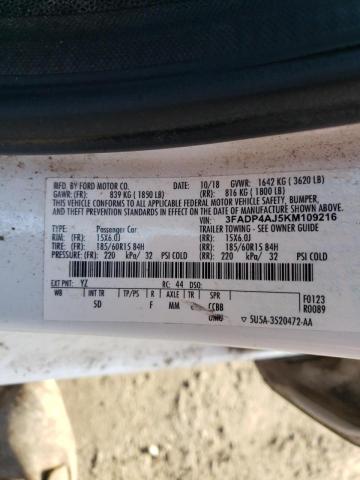 MFD. BY FORD MOTOR CO. 10/18 GVWR: 1642 KG ( 3620 LB)
GAWR: (FR): 839 KG ( 1850 LB) (RR): 816 KG ( 1800 LB)
THIS VEHICLE CONFORMS TO ALL APPLICABLE FEDERAL MOTOR VEHICLE SAFETY, BUMPER,
AND THEFT PREVENTION STANDARDS IN EFFECT ON THE DATE OF MANUFACTURE SHOWN ABOVE.
VIN: 3FADP4AJ5KM109216
TYPE: Passenger Car TRAILER TOWING - SEE OWNER GUIDE
RIM: (FR): 15X6.0J (RR): 15X6.0J
TIRE: (FR): 185/60R15 84H (RR): 185/60R15 84H
PRESSURE:(FR): 220 kPa/ 32 PSI COLD (RR): 220 kPa/ 32 PSI COLD
EXT PNT: YZ RC: 44 DSO:
WB INT TR TP/PS R AXLE TR SPR F0123
5D F MM C CCBB R0089
5U5A-3520472-AA